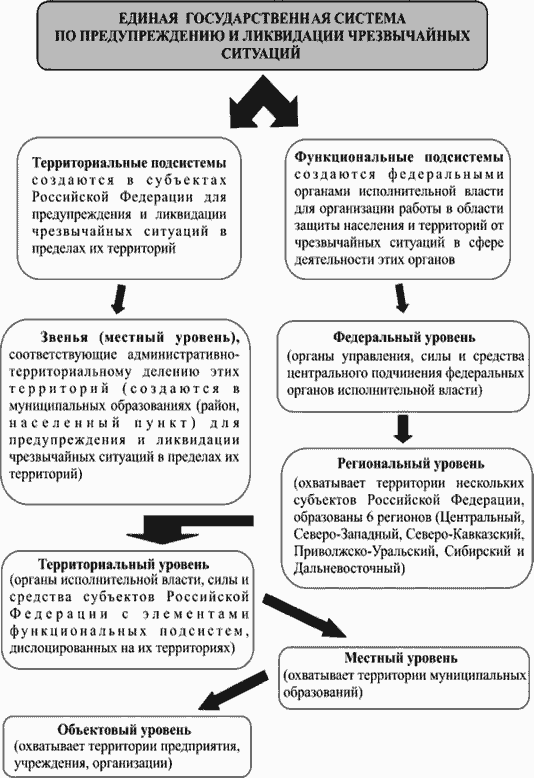 ЕДИНАЯ ГОСУДАРСТВЕННАЯ СИСТЕМА
ПО ПРЕДУПРЕЖДЕНИЮ И ЛИКВИДАЦИИ ЧРЕЗВЫЧАЙНЫХ
СИТУАЦИЙ
Территориальные подсистемы
создаются в субъектах
Российской Федерации для
предупреждения и ликвидации
чрезвычайных ситуаций в
пределах их территорий
Функциональные подсистемы
создаются федеральными
органами исполнительной власти
для организации работы в области
защиты населения и территорий от
чрезвычайных ситуаций в сфере
деятельности этих органов
Звенья (местный уровень),
соответствующие административно-
территориальному делению этих
территорий (создаются в
муниципальных образованиях (район,
населенный пункт) для
предупреждения и ликвидации
чрезвычайных ситуаций в пределах их
территорий)
Федеральный уровень
(органы управления, силы и средства
центрального подчинения федеральных
органов исполнительной власти)
Региональный уровень
(охватывает территории нескольких
субъектов Российской Федерации,
образованы 6 регионов (Центральный,
Северо-Западный, Северо-Кавказский,
Приволжско-Уральский, Сибирский и
Дальневосточный)
Территориальный уровень
(органы исполнительной власти, силы и
средства субъектов Российской
Федерации с элементами
функциональных подсистем,
дислоцированных на их территориях)
Местный уровень
(охватывает территории муниципальных
образований)
Объектовый уровень
(охватывает территории предприятия,
учреждения, организации)